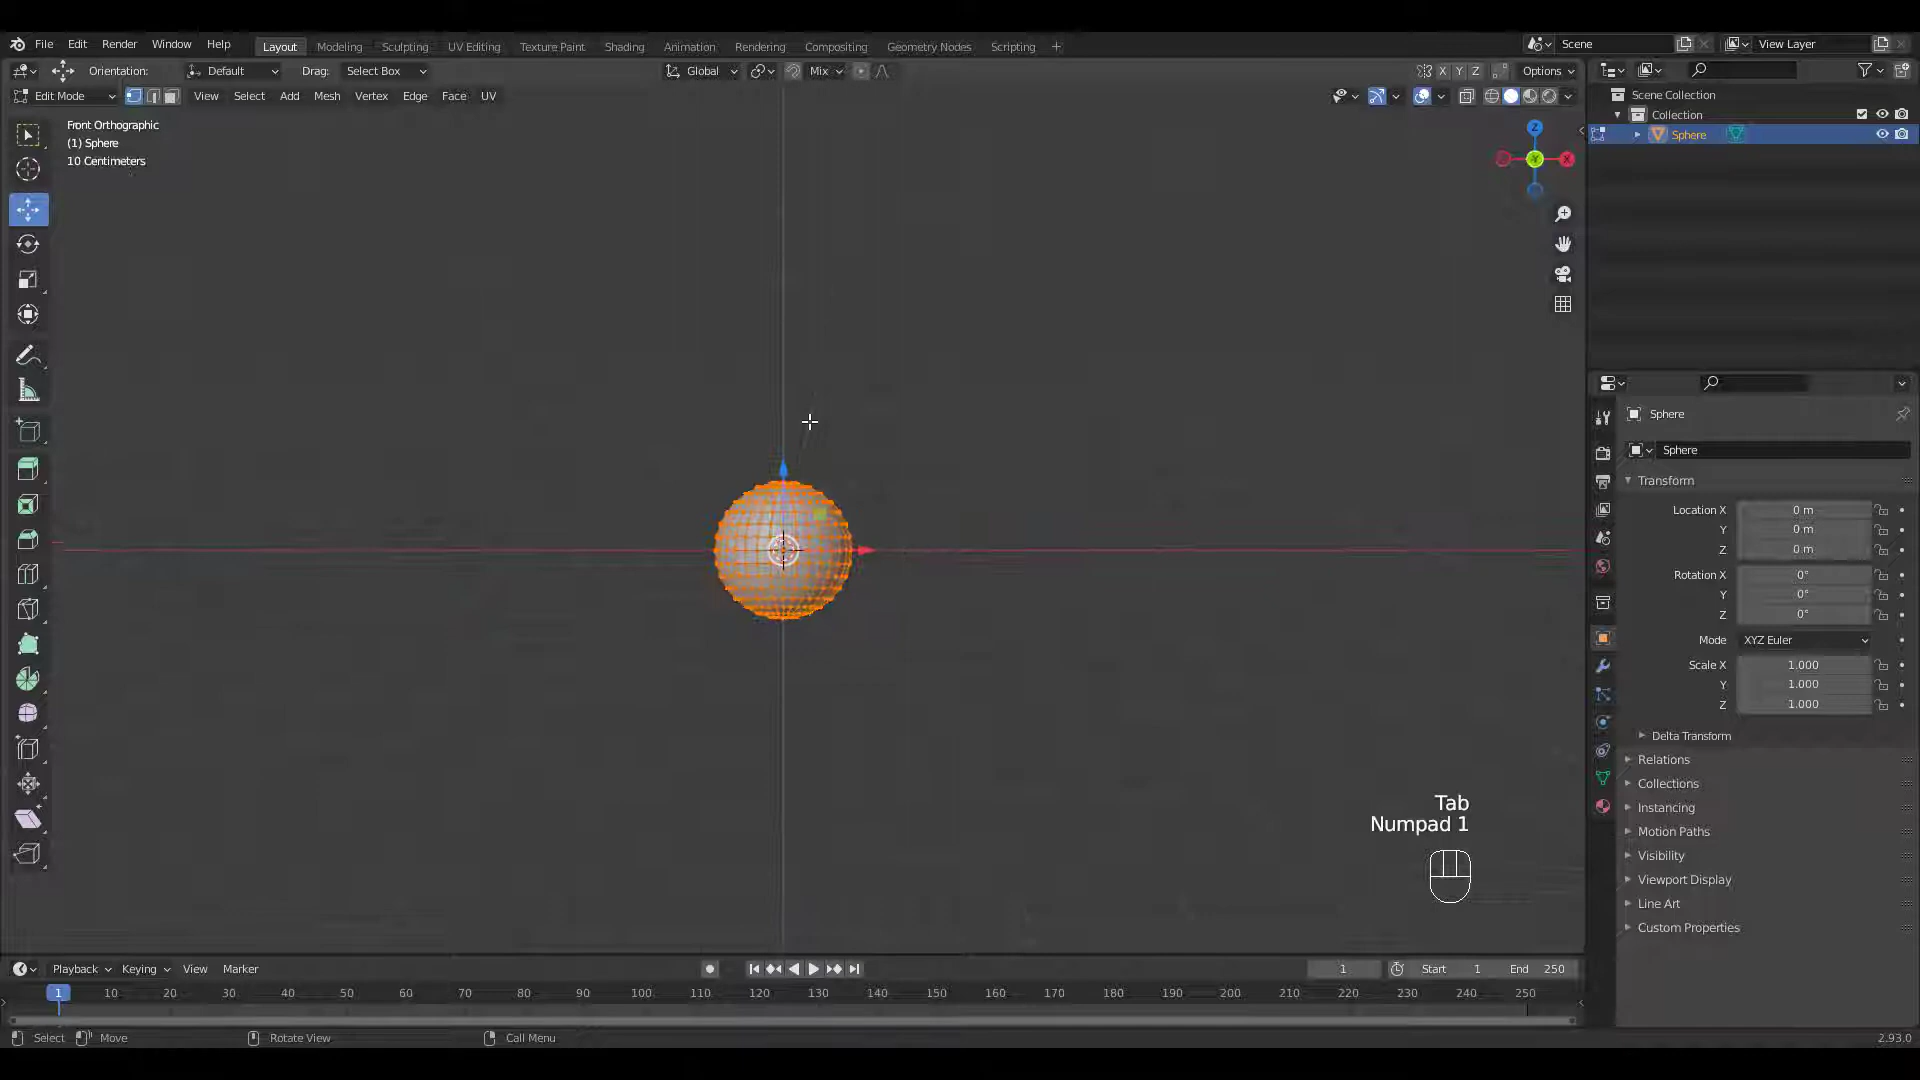 File Edit Render Window Help Layout Modeling Sculpting UV Editing Texture Paint Shading Animation Rendering Compositing Geometry Nodes Scripting + Scene View Layer
Orientation: Default Drag: Select Box Global Mix X Y Z Options
Edit Mode View Select Add Mesh Vertex Edge Face UV
Scene Collection
Collection
Sphere
Front Orthographic
(1) Sphere
10 Centimeters
Z
Y
X
Sphere
Sphere
Transform
Location X 0 m
Y 0 m
Z 0 m
Rotation X 0°
Y 0°
Z 0°
Mode XYZ Euler
Scale X 1.000
Y 1.000
Z 1.000
Delta Transform
Relations
Collections
Instancing
Motion Paths
Visibility
Viewport Display
Line Art
Custom Properties
Tab
Numpad 1
Playback Keying View Marker 1 Start 1 End 250
1 10 20 30 40 50 60 70 80 90 100 110 120 130 140 150 160 170 180 190 200 210 220 230 240 250
Select Move Rotate View Call Menu 2.93.0